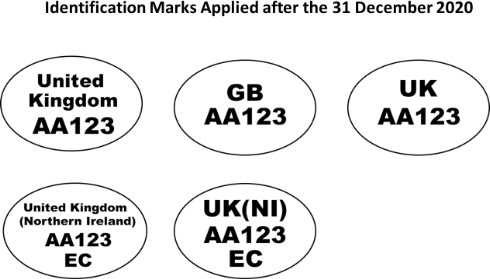 Identification Marks Applied after the 31 December 2020
United
Kingdom
AA123
GB
AA123
UK
AA123
United Kingdom
(Northern Ireland)
AA123
EC
UK(NI)
AA123
EC